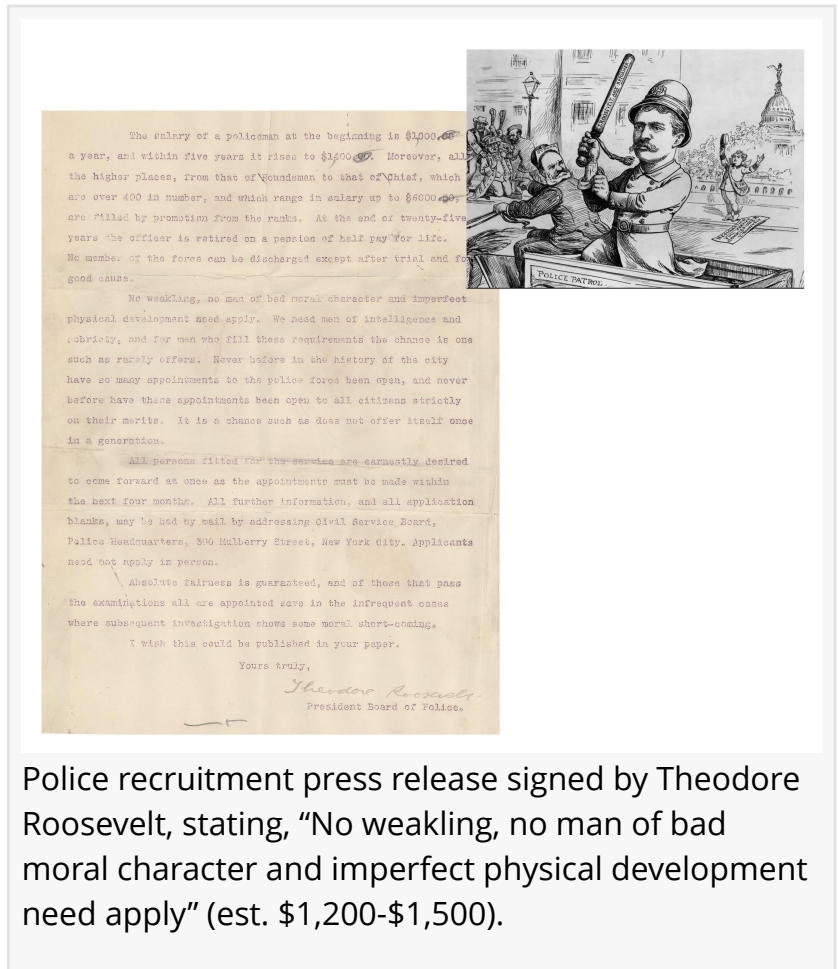 The salary of a policeman at the beginning is $1000.00
a year, and within five years it rises to $1400.00. Moreover, all
the higher places, from that of Roundsman to that of Chief, which
are over 400 in number, and which range in salary up to $6000.00,
are filled by promotion from the ranks. At the end of twenty-five
years the officer is retired on a pension of half pay for life.
No member of the force can be discharged except after trial and fo
good cause.
No weakling, no man of bad moral character and imperfect
physical development need apply. We need men of intelligence and
sobriety, and for men who fill these requirements the chance is one
such as rarely offers. Never before in the history of the city
have so many appointments to the police force been open, and never
before have these appointments been open to all citizens strictly
on their merits. It is a chance such as does not offer itself once
in a generation.
All persons fitted for the service are earnestly desired
to come forward at once as the appointments must be made within
the next four months. All further information, and all application
blanks, may be had by mail by addressing Civil Service Board,
Police Headquarters, 300 Mulberry Street, New York City. Applicants
need not apply in person.
Absolute fairness is guaranteed, and of those that pass
the examinations all are appointed save in the infrequent cases
where subsequent investigation shows some moral short-coming.
I wish this could be published in your paper.
Yours truly,
Theodore Roosevelt
President Board of Police.
POLICE PATROL
Police recruitment press release signed by Theodore
Roosevelt, stating, “No weakling, no man of bad
moral character and imperfect physical development
need apply” (est. $1,200-$1,500).